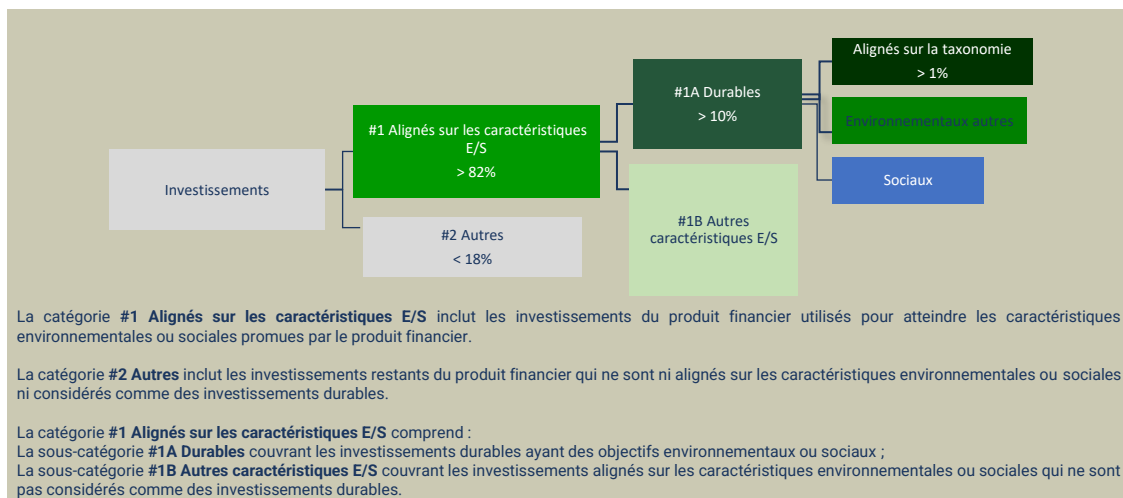 Alignés sur la taxonomie
> 1%
#1A Durables
> 10%
Environnementaux autres
#1 Alignés sur les caractéristiques
E/S
> 82%
Investissements
Sociaux
#1B Autres
caractéristiques E/S
#2 Autres
< 18%
La catégorie #1 Alignés sur les caractéristiques E/S inclut les investissements du produit financier utilisés pour atteindre les caractéristiques
environnementales ou sociales promues par le produit financier.
La catégorie #2 Autres inclut les investissements restants du produit financier qui ne sont ni alignés sur les caractéristiques environnementales ou sociales
ni considérés comme des investissements durables.
La catégorie #1 Alignés sur les caractéristiques E/S comprend :
La sous-catégorie #1A Durables couvrant les investissements durables ayant des objectifs environnementaux ou sociaux ;
La sous-catégorie #1B Autres caractéristiques E/S couvrant les investissements alignés sur les caractéristiques environnementales ou sociales qui ne sont
pas considérés comme des investissements durables.